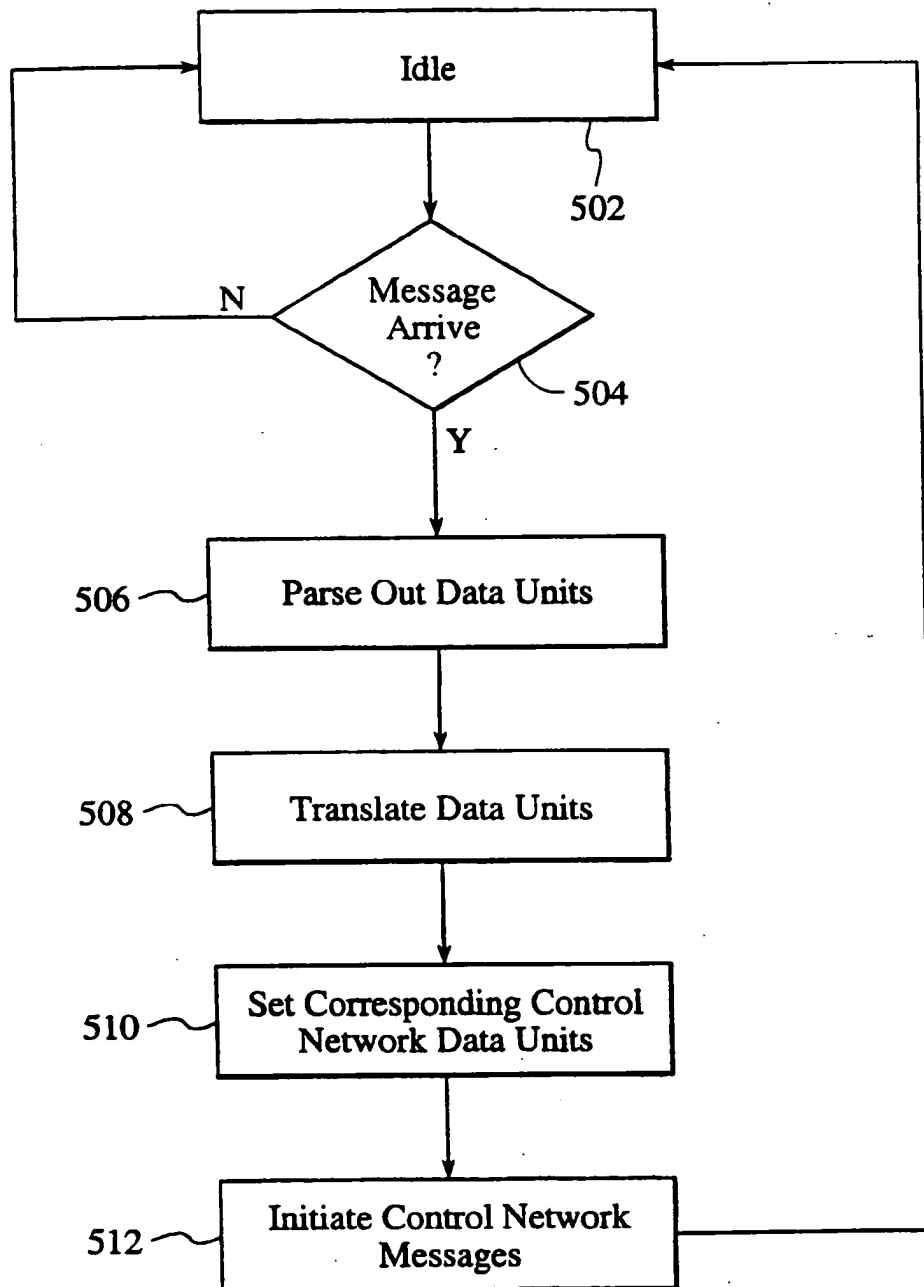 Idle
502
N
Message
Arrive
?
504
Y
506
Parse Out Data Units
508
Translate Data Units
510
Set Corresponding Control
Network Data Units
512
Initiate Control Network
Messages